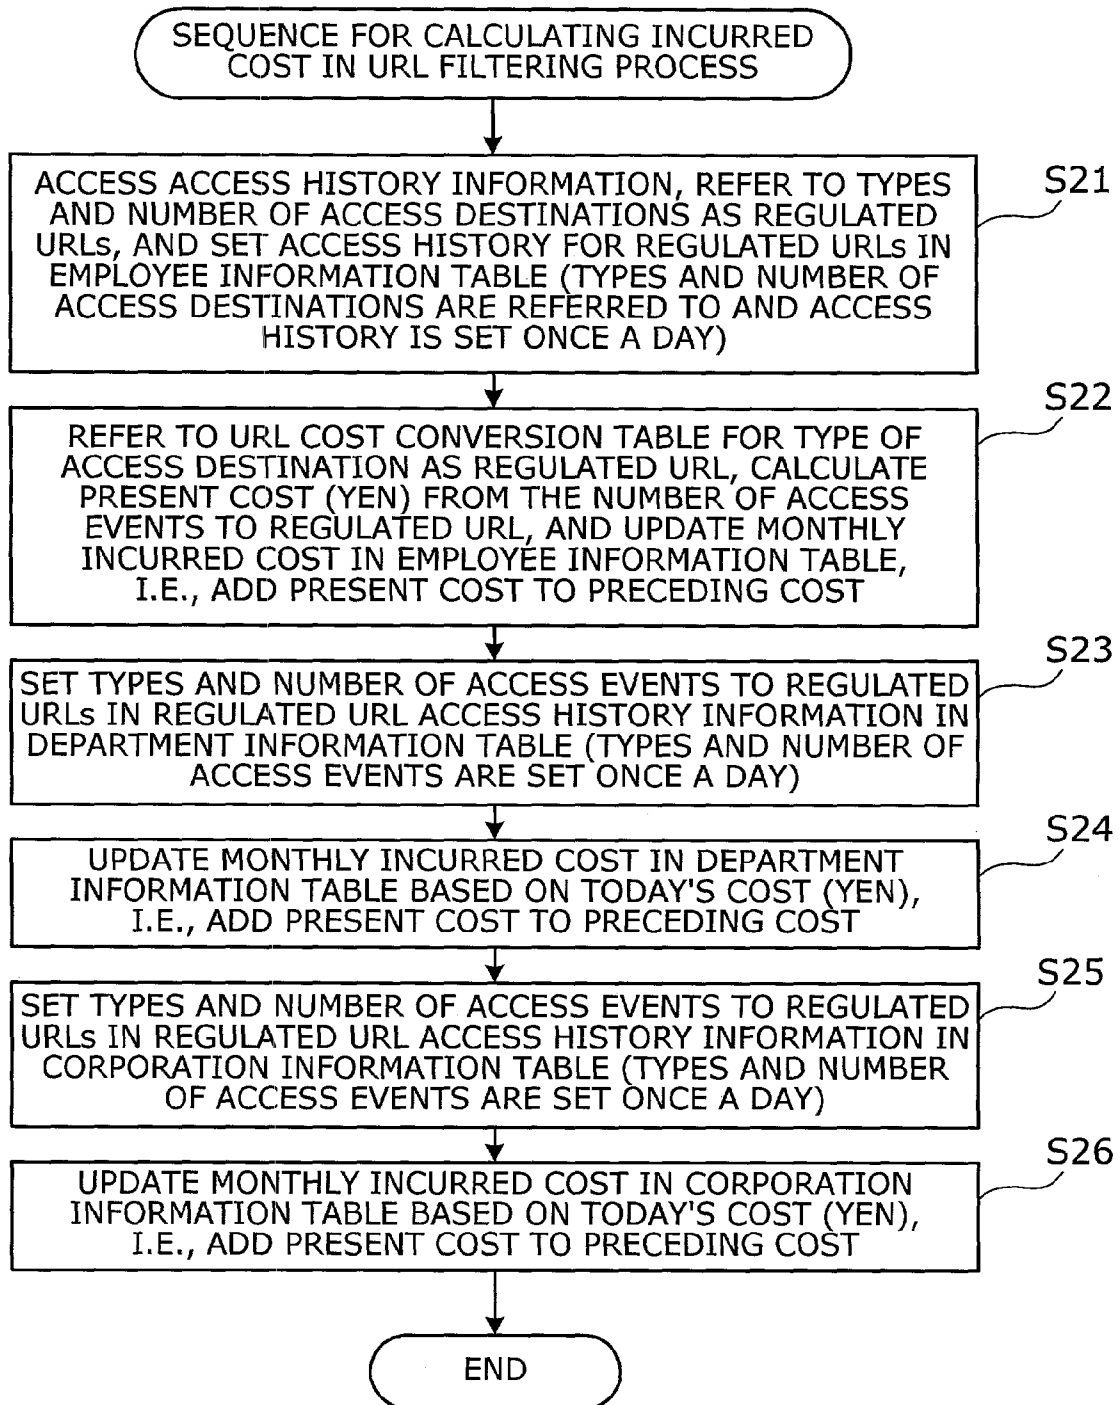 SEQUENCE FOR CALCULATING INCURRED
COST IN URL FILTERING PROCESS
S21
ACCESS ACCESS HISTORY INFORMATION, REFER TO TYPES
AND NUMBER OF ACCESS DESTINATIONS AS REGULATED
URLs, AND SET ACCESS HISTORY FOR REGULATED URLs IN
EMPLOYEE INFORMATION TABLE (TYPES AND NUMBER OF
ACCESS DESTINATIONS ARE REFERRED TO AND ACCESS
HISTORY IS SET ONCE A DAY)
S22
REFER TO URL COST CONVERSION TABLE FOR TYPE OF
ACCESS DESTINATION AS REGULATED URL, CALCULATE
PRESENT COST (YEN) FROM THE NUMBER OF ACCESS
EVENTS TO REGULATED URL, AND UPDATE MONTHLY
INCURRED COST IN EMPLOYEE INFORMATION TABLE,
I.E., ADD PRESENT COST TO PRECEDING COST
S23
SET TYPES AND NUMBER OF ACCESS EVENTS TO REGULATED
URLs IN REGULATED URL ACCESS HISTORY INFORMATION IN
DEPARTMENT INFORMATION TABLE (TYPES AND NUMBER OF
ACCESS EVENTS ARE SET ONCE A DAY)
S24
UPDATE MONTHLY INCURRED COST IN DEPARTMENT
INFORMATION TABLE BASED ON TODAY'S COST (YEN),
I.E., ADD PRESENT COST TO PRECEDING COST
S25
SET TYPES AND NUMBER OF ACCESS EVENTS TO REGULATED
URLs IN REGULATED URL ACCESS HISTORY INFORMATION IN
CORPORATION INFORMATION TABLE (TYPES AND NUMBER
OF ACCESS EVENTS ARE SET ONCE A DAY)
S26
UPDATE MONTHLY INCURRED COST IN CORPORATION
INFORMATION TABLE BASED ON TODAY'S COST (YEN),
I.E., ADD PRESENT COST TO PRECEDING COST
END